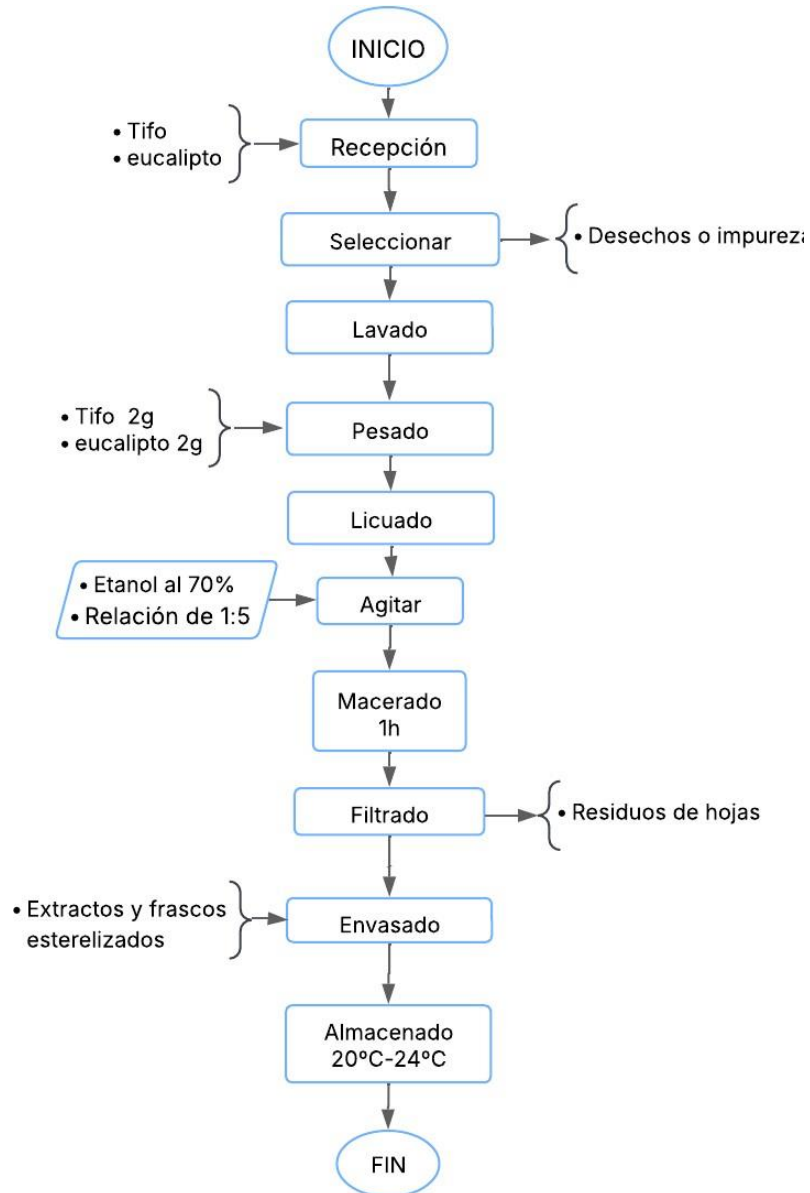 INICIO
• Tifo
• eucalipto
Recepción
Seleccionar
• Desechos o impureza
Lavado
• Tifo 2g
• eucalipto 2g
Pesado
Licuado
• Etanol al 70%
• Relación de 1:5
Agitar
Macerado
1h
Filtrado
• Residuos de hojas
• Extractos y frascos
esterelizados
Envasado
Almacenado
20ºC-24ºC
FIN